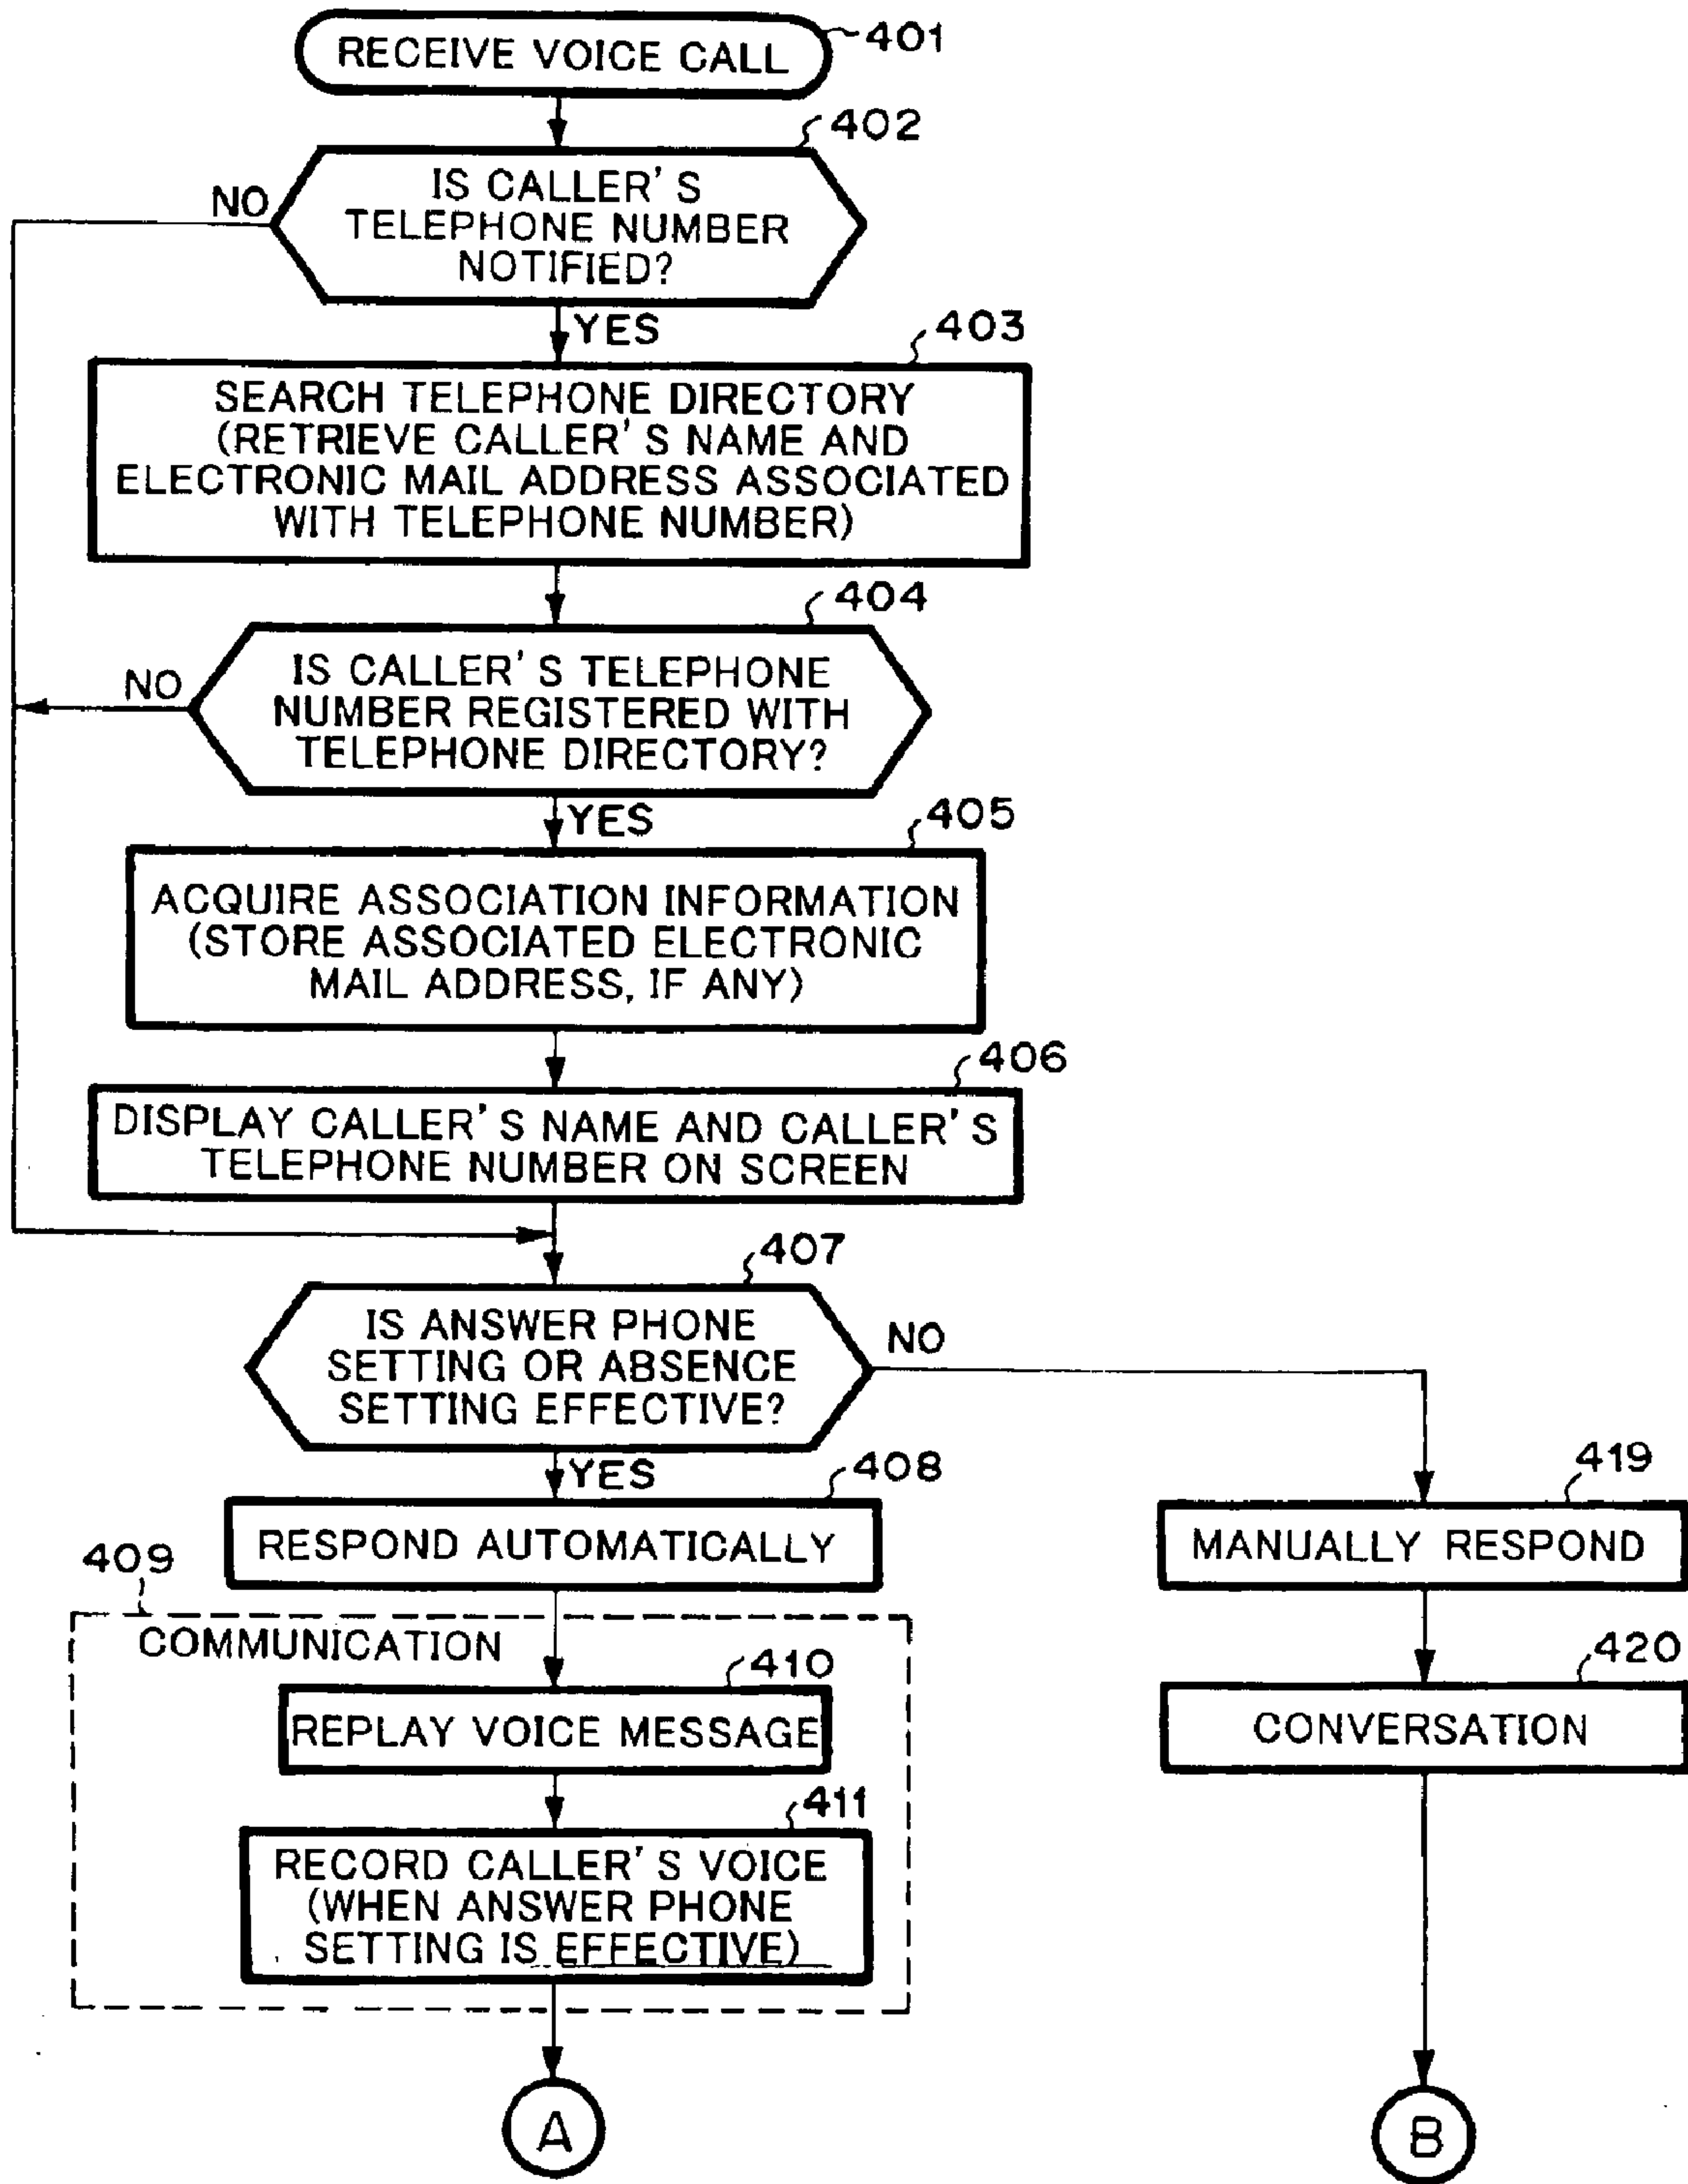 RECEIVE VOICE CALL
401
402
IS CALLER'S
TELEPHONE NUMBER
NOTIFIED?
NO
YES
403
SEARCH TELEPHONE DIRECTORY
(RETRIEVE CALLER'S NAME AND
ELECTRONIC MAIL ADDRESS ASSOCIATED
WITH TELEPHONE NUMBER)
404
IS CALLER'S TELEPHONE
NUMBER REGISTERED WITH
TELEPHONE DIRECTORY?
NO
YES
405
ACQUIRE ASSOCIATION INFORMATION
(STORE ASSOCIATED ELECTRONIC
MAIL ADDRESS, IF ANY)
406
DISPLAY CALLER'S NAME AND CALLER'S
TELEPHONE NUMBER ON SCREEN
407
IS ANSWER PHONE
SETTING OR ABSENCE
SETTING EFFECTIVE?
NO
YES
408
RESPOND AUTOMATICALLY
409
COMMUNICATION
410
REPLAY VOICE MESSAGE
411
RECORD CALLER'S VOICE
(WHEN ANSWER PHONE
SETTING IS EFFECTIVE)
A
419
MANUALLY RESPOND
420
CONVERSATION
B